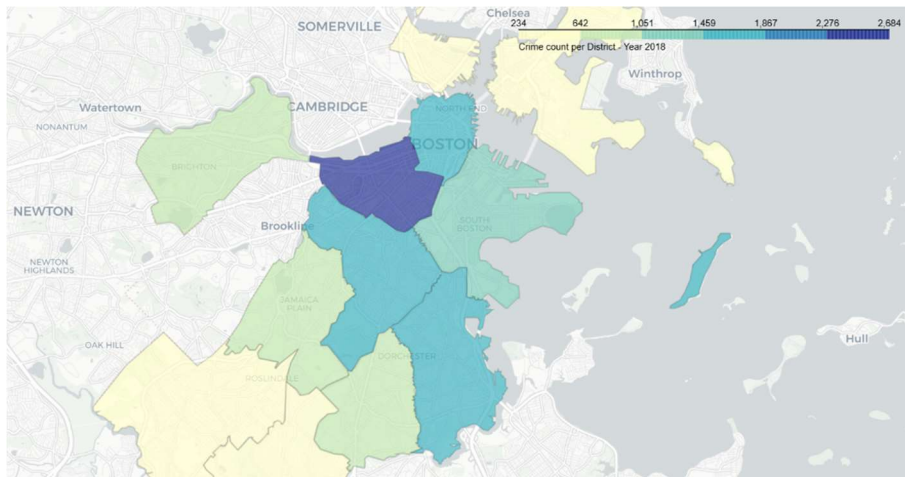 Chelsea
SOMERVILLE
234 642 1,051 1,459 1,867 2,276 2,684
Crime count per District - Year 2018
Winthrop
Watertown
CAMBRIDGE
NORTH END
NONANTUM
BOSTON
BRIGHTON
NEWTON
SOUTH
BOSTON
Brookline
NEWTON
HIGHLANDS
JAMAICA
PLAIN
Hull
OAK HILL
DORCHESTER
ROSLINDALE